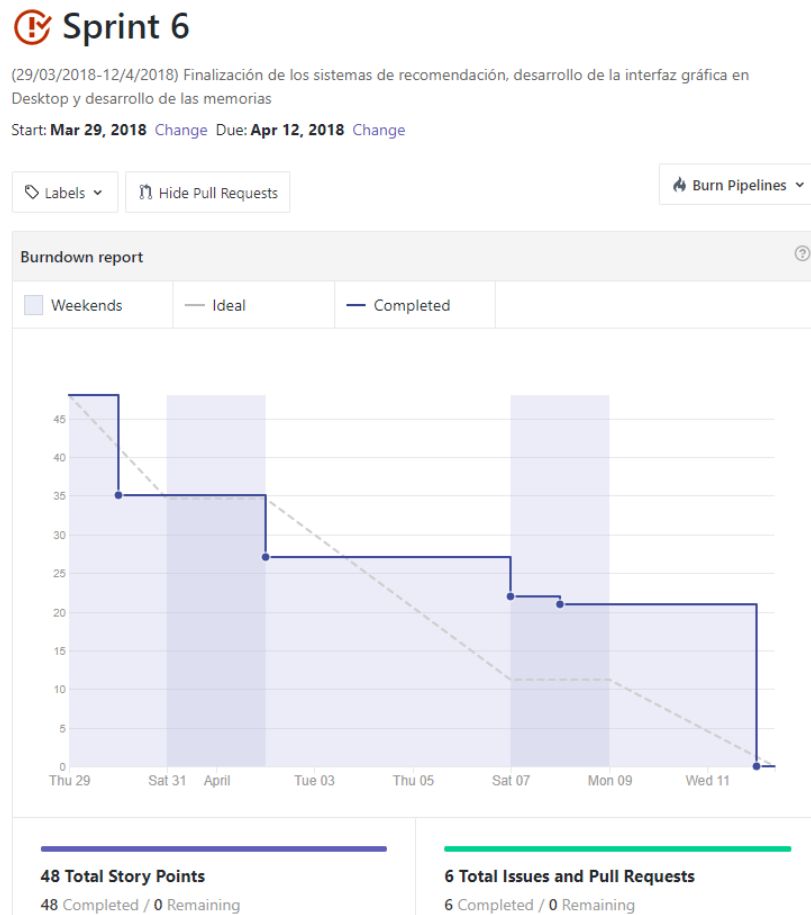 Sprint 6
(29/03/2018-12/4/2018) Finalización de los sistemas de recomendación, desarrollo de la interfaz gráfica en
Desktop y desarrollo de las memorias
Start: Mar 29, 2018 Change Due: Apr 12, 2018 Change
Labels
Hide Pull Requests
Burn Pipelines
Burndown report
Weekends
Ideal
Completed
45
40
35
30
25
20
15
10
5
0
Thu 29 Sat 31 April Tue 03 Thu 05 Sat 07 Mon 09 Wed 11
48 Total Story Points
48 Completed / 0 Remaining
6 Total Issues and Pull Requests
6 Completed / 0 Remaining